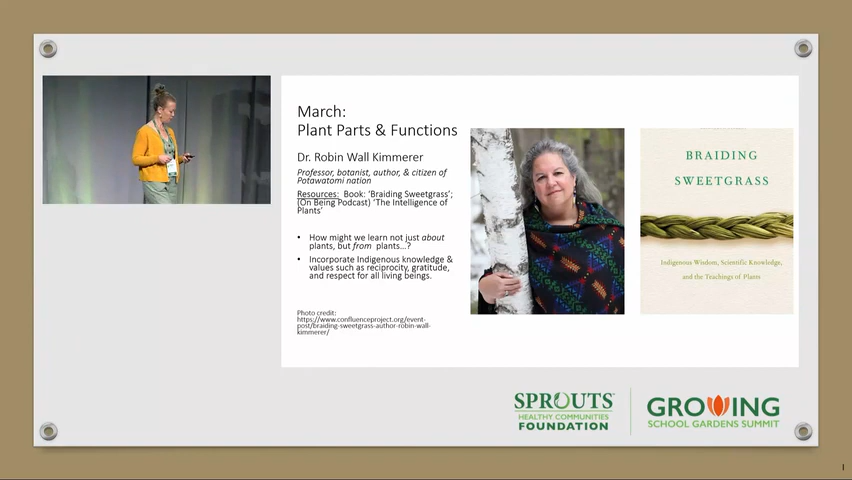 March:
Plant Parts & Functions
Dr. Robin Wall Kimmerer
Professor, botanist, author, & citizen of
Potawatomi nation
Resources: Book: ‘Braiding Sweetgrass’;
(On Being Podcast) ‘The Intelligence of
Plants’
• How might we learn not just about
plants, but from plants...?
• Incorporate Indigenous knowledge &
values such as reciprocity, gratitude,
and respect for all living beings.
Photo credit:
https://www.confluenceproject.org/event-
post/braiding-sweetgrass-author-robin-wall-
kimmerer/
BRAIDING
SWEETGRASS
Indigenous Wisdom, Scientific Knowledge,
and the Teachings of Plants
SPROUTS
HEALTHY COMMUNITIES
FOUNDATION
GROWING
SCHOOL GARDENS SUMMIT